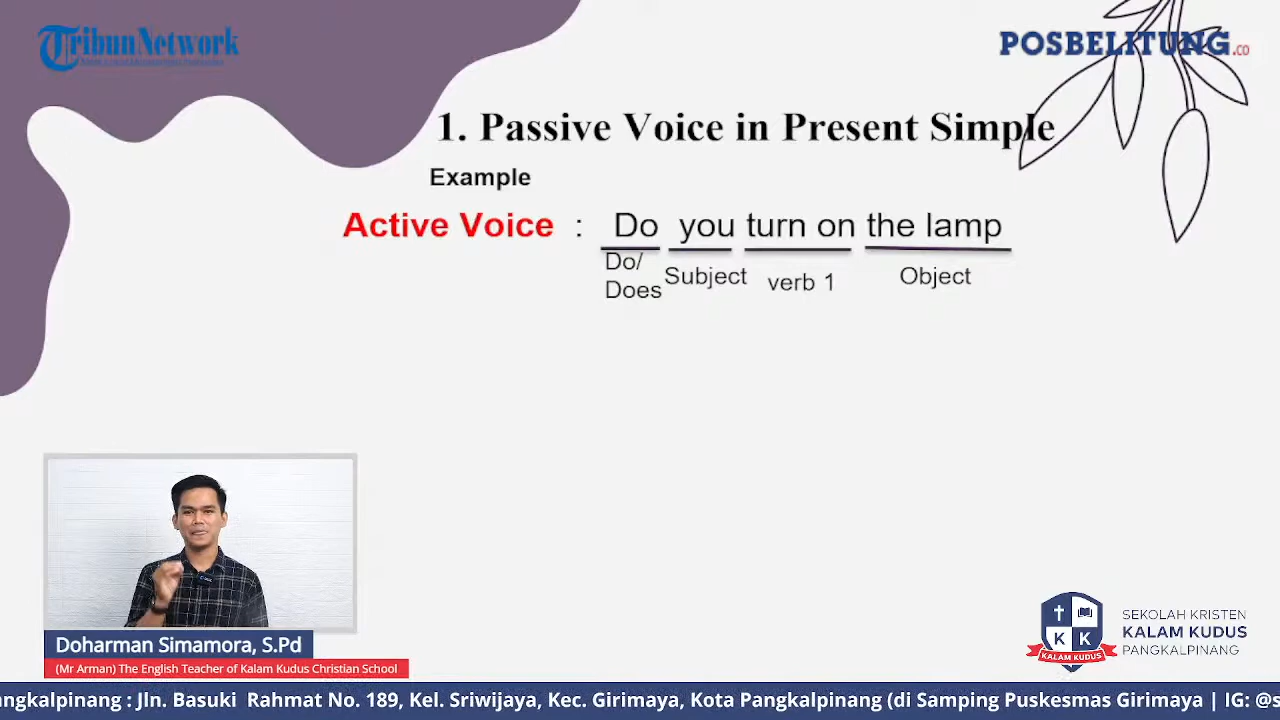 TribunNetwork
POSBELITUNG.co
1. Passive Voice in Present Simple
Example
Active Voice : Do you turn on the lamp
Do/ Does Subject verb 1 Object
SEKOLAH KRISTEN
KALAM KUDUS
PANGKALPINANG
K K
KALAM KUDUS
Doharman Simamora, S.Pd
(Mr Arman) The English Teacher of Kalam Kudus Christian School
angkalpinang : Jln. Basuki Rahmat No. 189, Kel. Sriwijaya, Kec. Girimaya, Kota Pangkalpinang (di Samping Puskesmas Girimaya | IG: @s